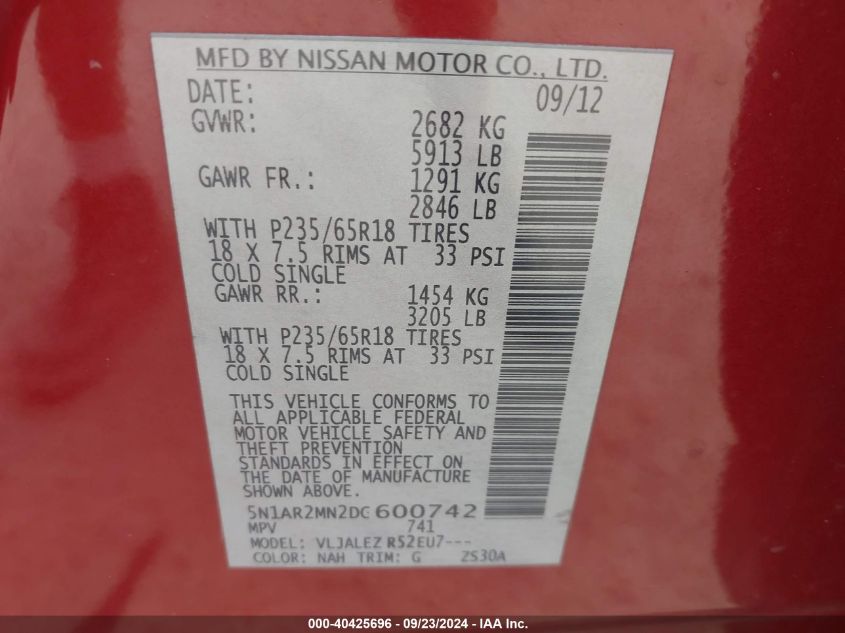 MFD BY NISSAN MOTOR CO., LTD.
DATE: 09/12
GVWR: 2682 KG
5913 LB
GAWR FR.: 1291 KG
2846 LB
WITH P235/65R18 TIRES
18 X 7.5 RIMS AT 33 PSI
COLD SINGLE
GAWR RR.: 1454 KG
3205 LB
WITH P235/65R18 TIRES
18 X 7.5 RIMS AT 33 PSI
COLD SINGLE
THIS VEHICLE CONFORMS TO
ALL APPLICABLE FEDERAL
MOTOR VEHICLE SAFETY AND
THEFT PREVENTION
STANDARDS IN EFFECT ON
THE DATE OF MANUFACTURE
SHOWN ABOVE.
5N1AR2MN2DC600742
MPV 741
MODEL: VLJALEZ R52EU7---
COLOR: NAH TRIM: G ZS30A
000-40425696 - 09/23/2024 - IAA Inc.